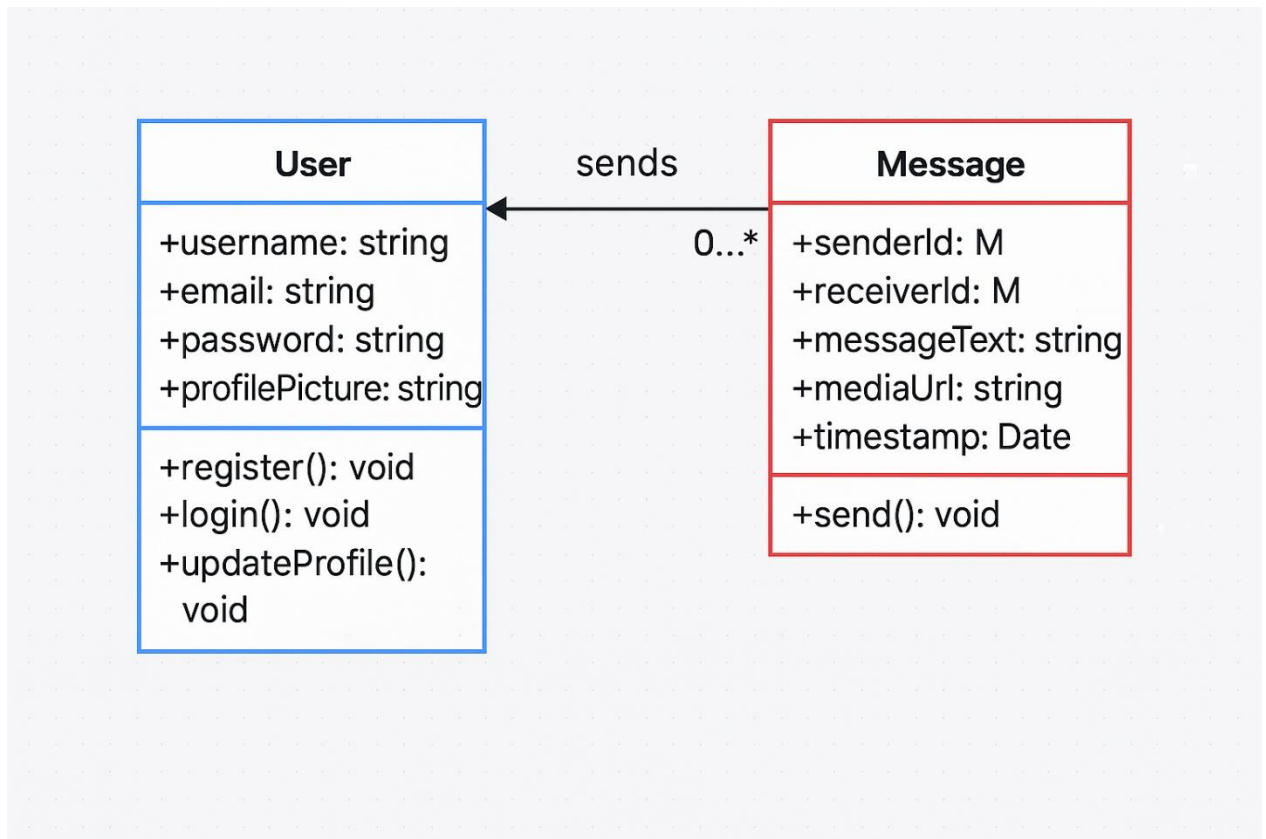 User
+username: string
+email: string
+password: string
+profilePicture: string
+register(): void
+login(): void
+updateProfile():
void
sends
0...*
Message
+senderId: M
+receiverId: M
+messageText: string
+mediaUrl: string
+timestamp: Date
+send(): void